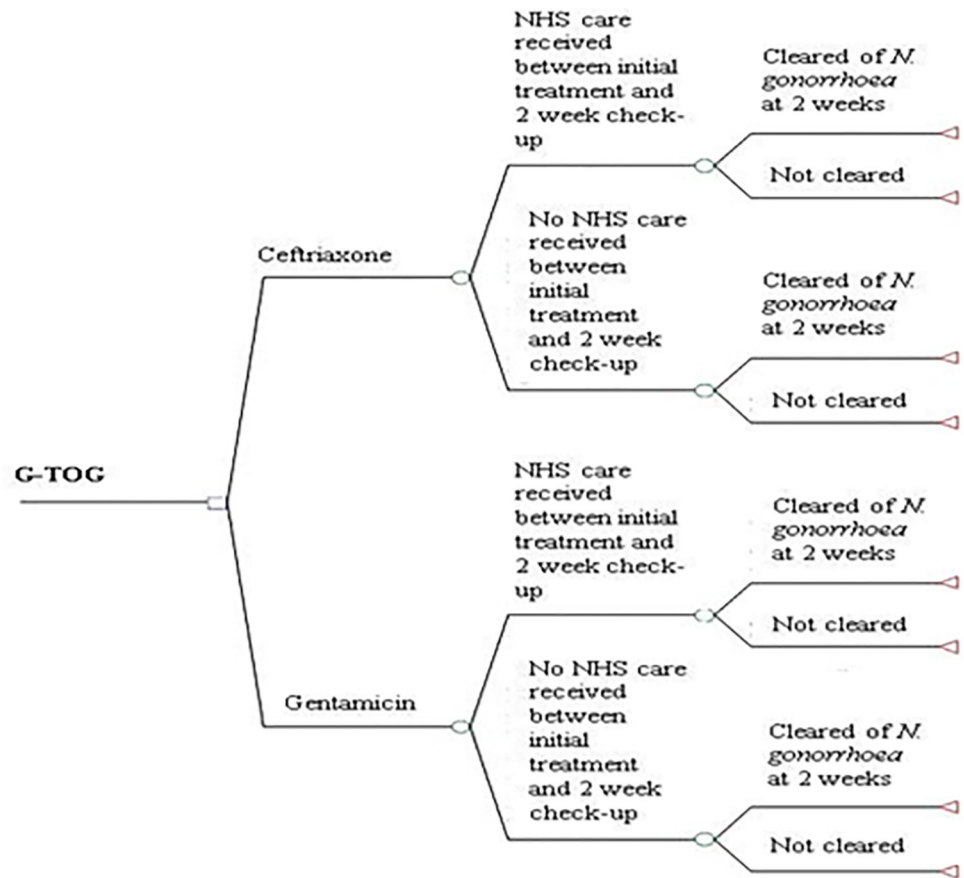 NHS care
received
between initial
treatment and
2 week check-
up
Cleared of N.
gonorrhoea
at 2 weeks
Not cleared
Ceftriaxone
No NHS care
received
between
initial
treatment
and 2 week
check-up
Cleared of N.
gonorrhoea
at 2 weeks
Not cleared
G-TOG
NHS care
received
between initial
treatment and
2 week check-
up
Cleared of N.
gonorrhoea
at 2 weeks
Not cleared
Gentamicin
No NHS care
received
between
initial
treatment
and 2 week
check-up
Cleared of N.
gonorrhoea
at 2 weeks
Not cleared